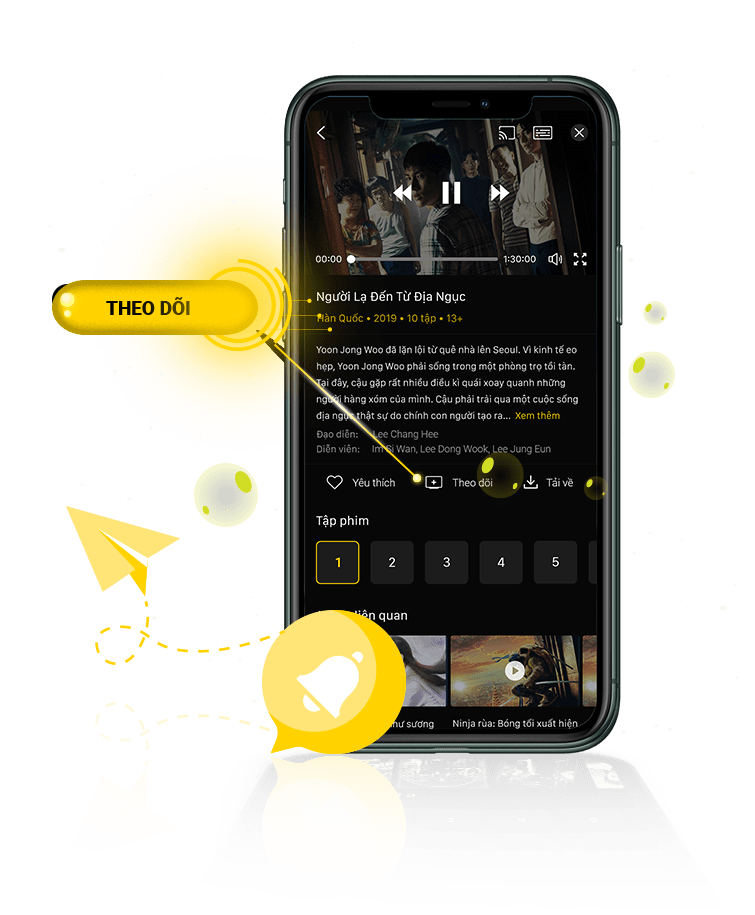 00:00
1:30:00
THEO DÕI
Người Lạ Đến Từ Địa Ngục
Hàn Quốc • 2019 • 10 tập • 13+
Yoon Jong Woo đã lặn lội từ quê nhà lên Seoul. Vì kinh tế eo
hẹp, Yoon Jong Woo phải sống trong một phòng trọ tồi tàn.
Tại đây, cậu gặp rất nhiều điều kì quái xoay quanh những
người hàng xóm của mình. Cậu phải trải qua một cuộc sống
địa ngục thật sự do chính con người tạo ra... Xem thêm
Đạo diễn: Lee Chang Hee
Diễn viên: Im Si Wan, Lee Dong Wook, Lee Jung Eun
Yêu thích
Theo dõi
Tải về
Tập phim
1 2 3 4 5
liên quan
như sương
Ninja rùa: Bóng tối xuất hiện